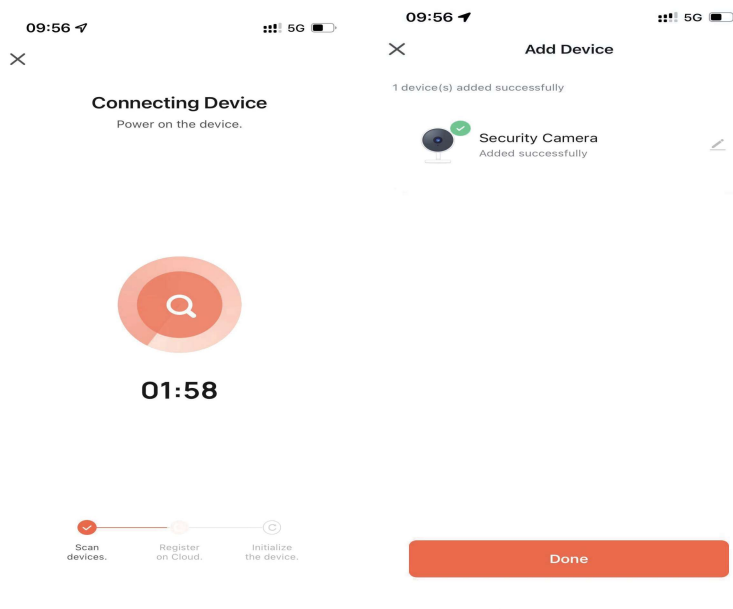 09:56
5G
Connecting Device
Power on the device.
01:58
Scan
devices.
Register
on Cloud.
C
Initialize
the device.
09:56
5G
Add Device
1 device(s) added successfully
Security Camera
Added successfully
Done